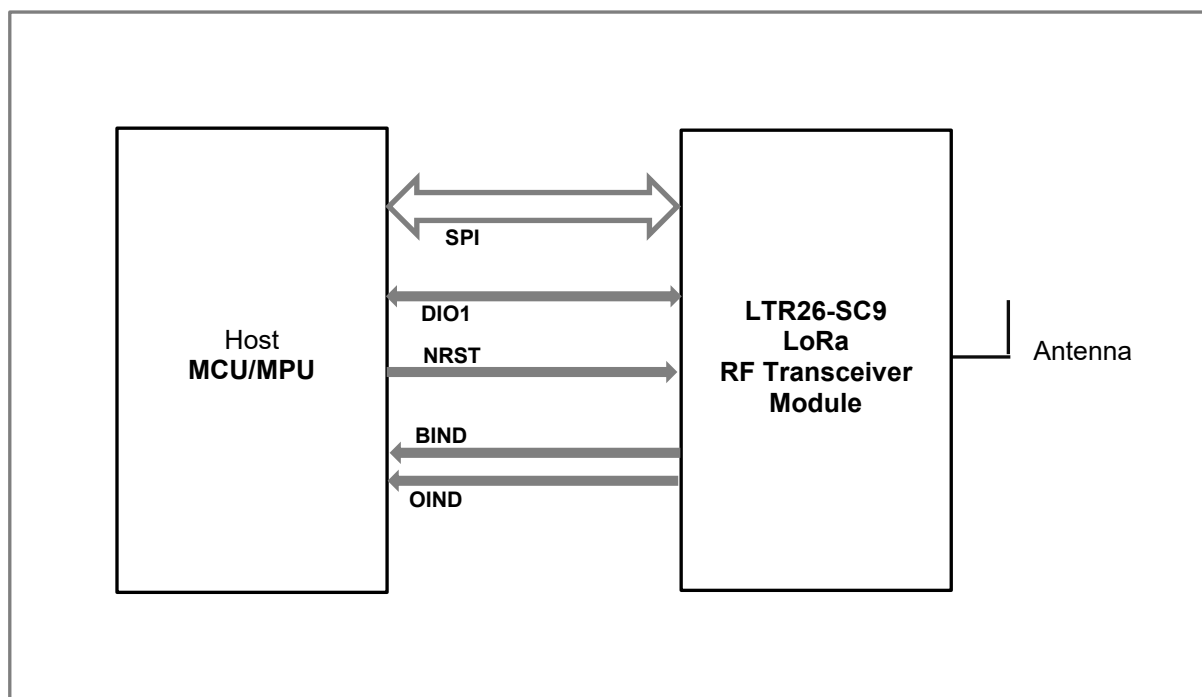 SPI
DIO1
NRST
BIND
OIND
Host
MCU/MPU
LTR26-SC9
LoRa
RF Transceiver
Module
Antenna